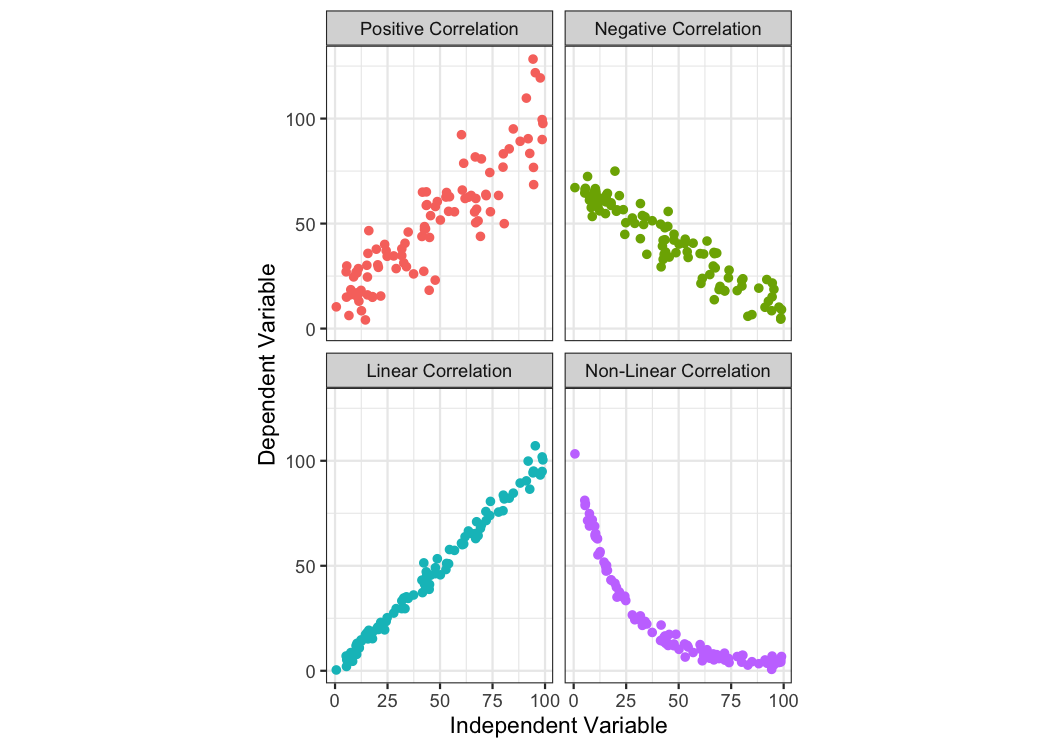 Positive Correlation
Negative Correlation
100
50
0
Dependent Variable
Linear Correlation
Non-Linear Correlation
100
50
0
0 25 50 75 100 0 25 50 75 100
Independent Variable